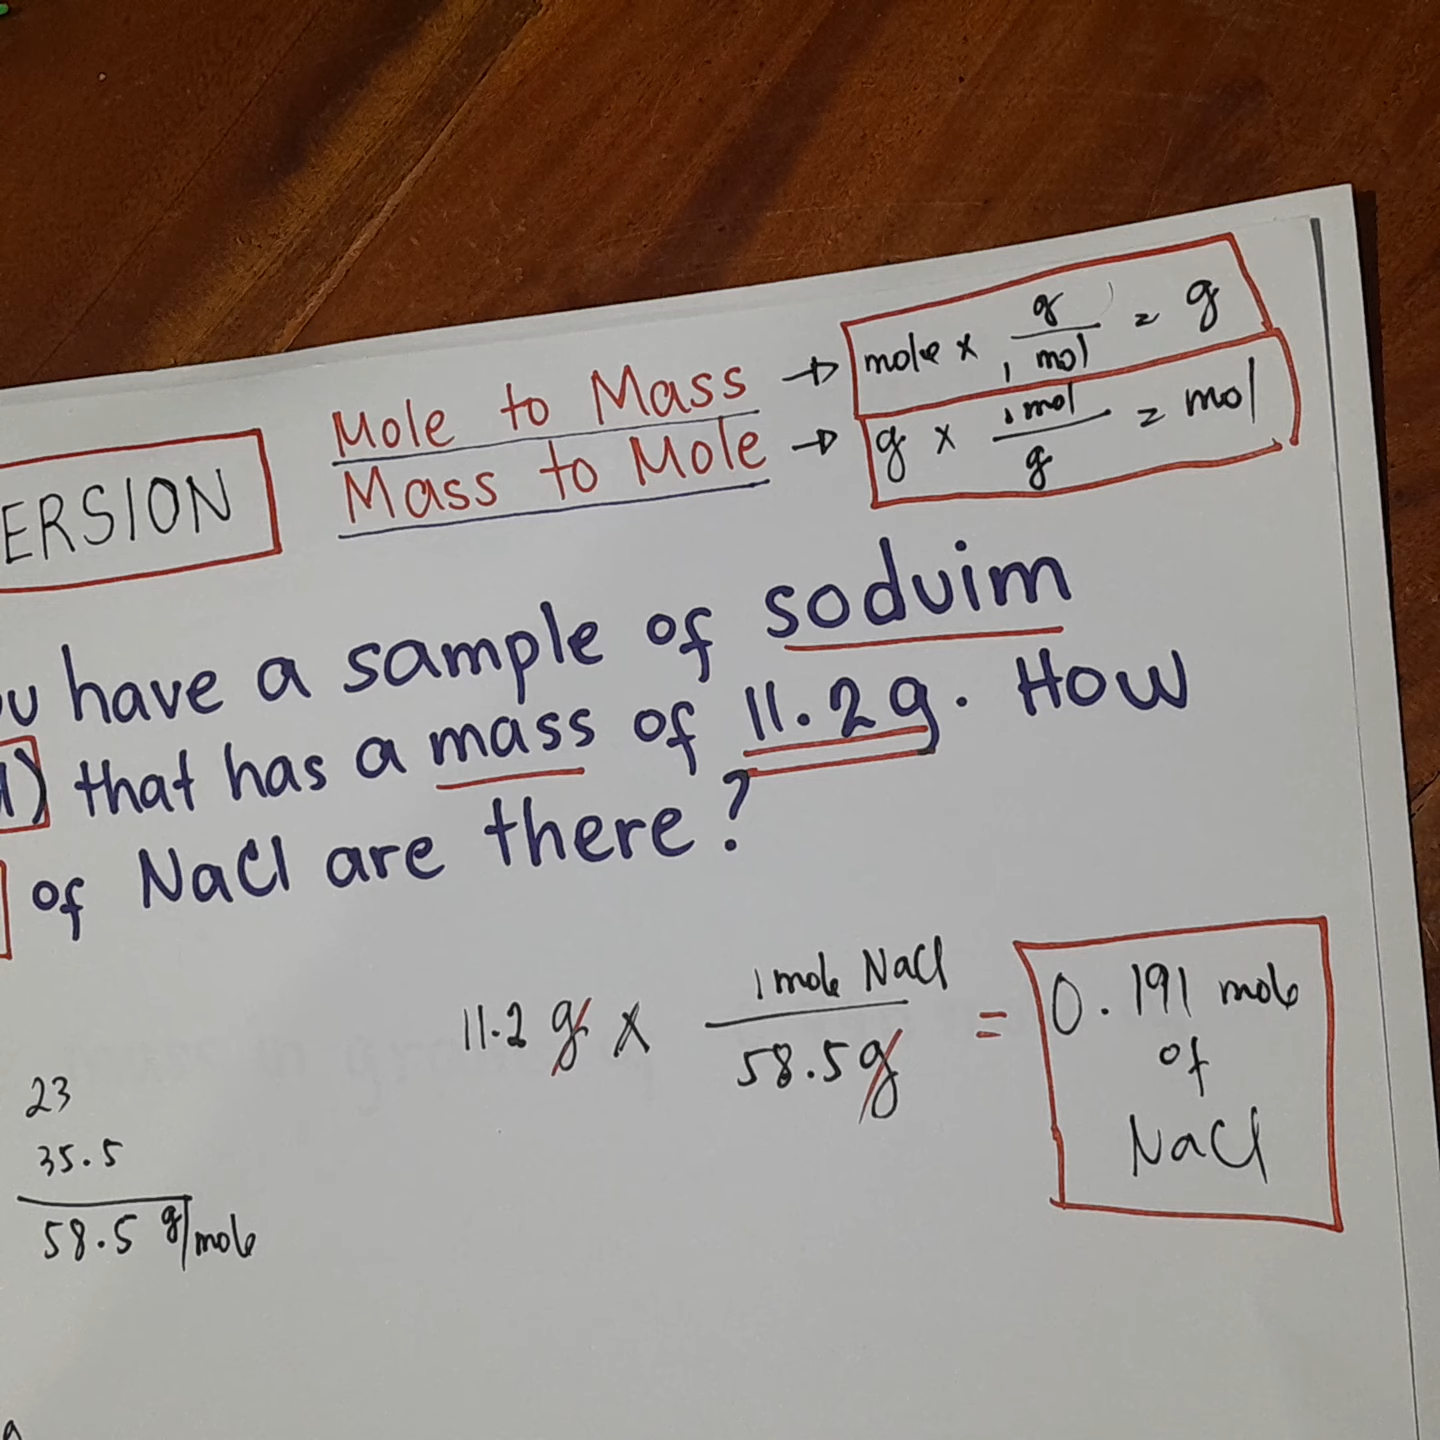 Mole to Mass → mole x g / 1 mol = g
ERSION Mass to Mole → g x 1 mol / g = mol
have a sample of soduim
that has a mass of 11.2g. How
of NaCl are there?
11.2 g x 1 mole NaCl / 58.5 g = 0.191 mole
of
NaCl
23
35.5
58.5 g/mole